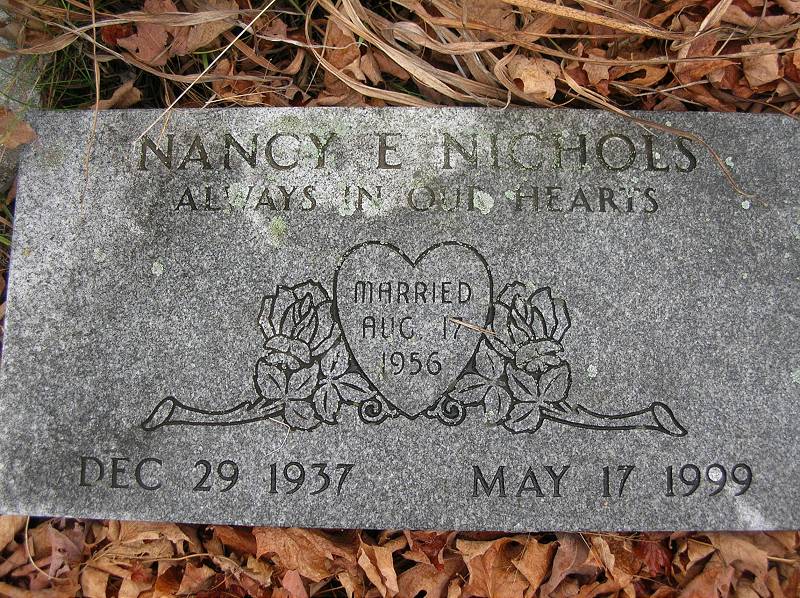 NANCY E NICHOLS
ALWAYS IN OUR HEARTS
MARRIED
AUG. 17
1956
DEC 29 1937 MAY 17 1999